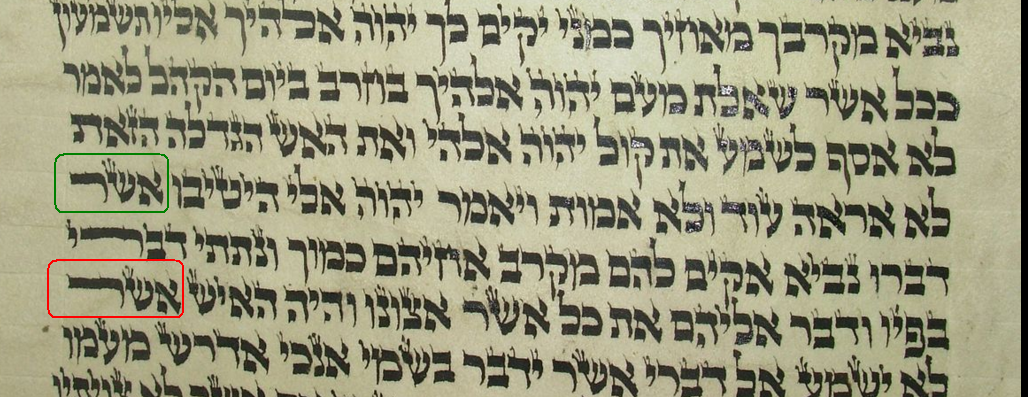 נביא מקרבך מאחיך כמני יקים לך יהוה אלהיך אליו תשמעון
ככל אשר שאלת מעם יהוה אלהיך בחרב ביום הקהל לאמר
לא אסף לשמע את קול יהוה אלהי ואת האש הגדלה הזאת
לא אראה עוד ולא אמות ויאמר יהוה אלי היטיבו אשר
דברו נביא אקים להם מקרב אחיהם כמוך ונתתי דברי
בפיו ודבר אליהם את כל אשר אצונו והיה האיש אשר
לא ישמע אל דברי אשר ידבר בשמי אנכי אדרש מעמו